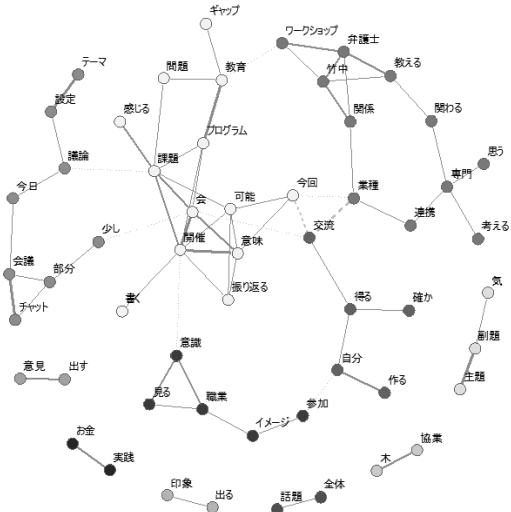 ギャップ
ワークショップ
弁護士
テーマ
問題
教育
竹中
教える
設定
感じる
プログラム
関係
関わる
議論
課題
思う
今日
会
可能
今回
業種
専門
少し
開催
意味
交流
連携
考える
会議
部分
チャット
書く
振り返る
得る
確か
気
意識
副題
意見
出す
自分
見る
職業
作る
主題
イメージ
参加
お金
実践
協業
木
印象
出る
話題
全体